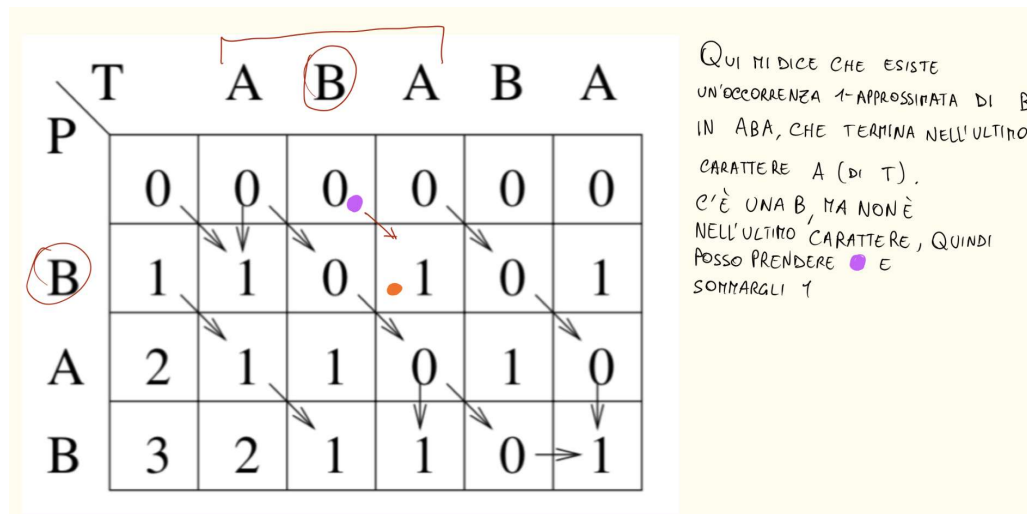 T A B A B A
P
0 0 0 0 0 0
B 1 1 0 1 0 1
A 2 1 1 0 1 0
B 3 2 1 1 0 1
QUI MI DICE CHE ESISTE
UN'OCCORRENZA 1-APPROSSIMATA DI B
IN ABA, CHE TERMINA NELL'ULTIMO
CARATTERE A (DI T).
C'È UNA B, MA NON È
NELL'ULTIMO CARATTERE, QUINDI
POSSO PRENDERE E
SOMMARGLI 1